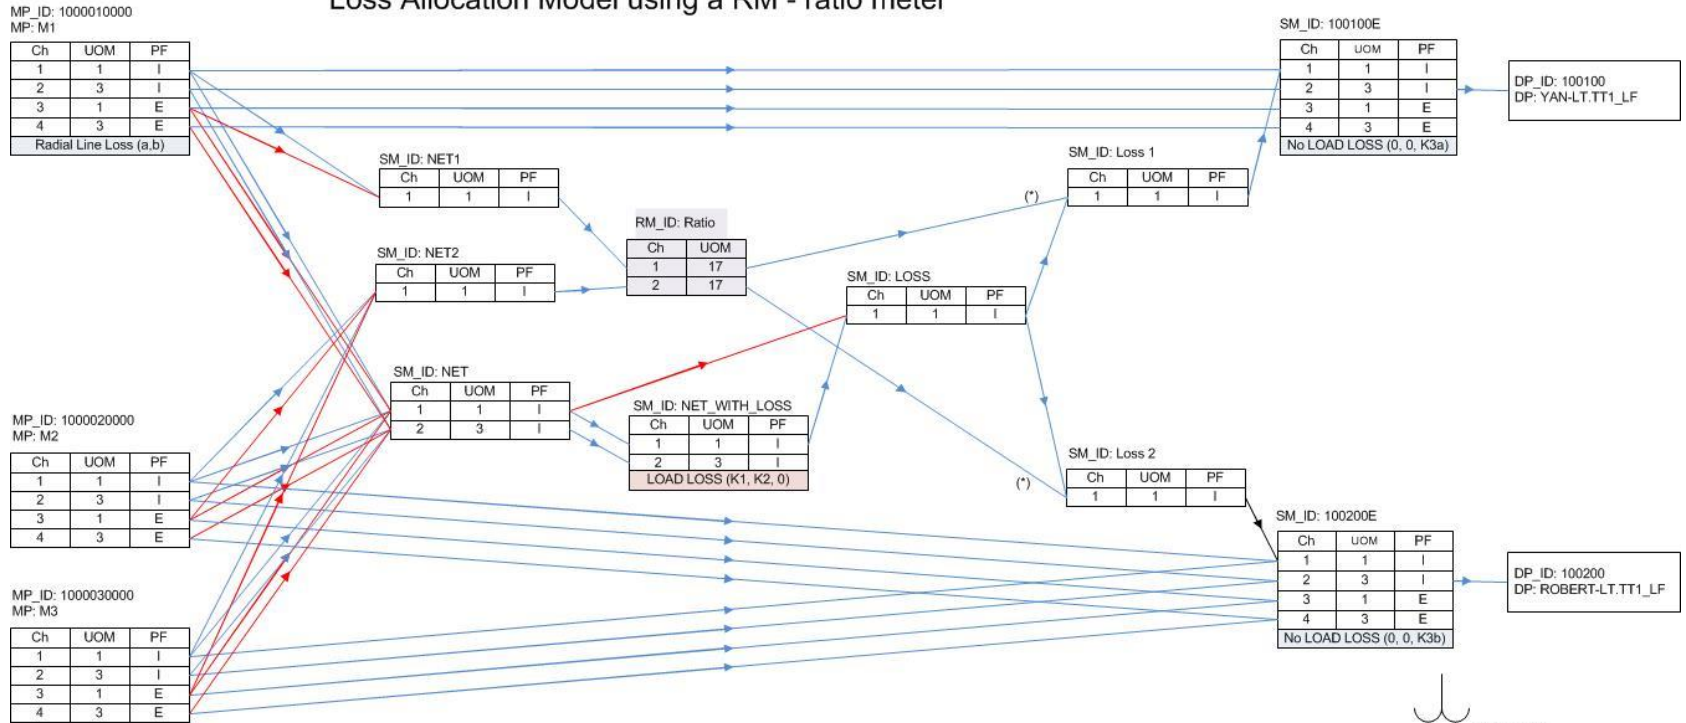 Loss Allocation Model using a RM - ratio meter
MP_ID: 1000010000
MP: M1
Ch UOM PF
1 1 I
2 3 I
3 1 E
4 3 E
Radial Line Loss (a,b)
SM_ID: 100100E
Ch UOM PF
1 1 I
2 3 I
3 1 E
4 3 E
No LOAD LOSS (0, 0, K3a)
DP_ID: 100100
DP: YAN-LT.TT1_LF
SM_ID: NET1
Ch UOM PF
1 1 I
SM_ID: Loss 1
Ch UOM PF
1 1 I
(*)
RM_ID: Ratio
Ch UOM
1 17
2 17
SM_ID: NET2
Ch UOM PF
1 1 I
SM_ID: LOSS
Ch UOM PF
1 1 I
SM_ID: NET
Ch UOM PF
1 1 I
2 3 I
SM_ID: NET_WITH_LOSS
Ch UOM PF
1 1 I
2 3 I
LOAD LOSS (K1, K2, 0)
MP_ID: 1000020000
MP: M2
Ch UOM PF
1 1 I
2 3 I
3 1 E
4 3 E
SM_ID: Loss 2
Ch UOM PF
1 1 I
(*)
SM_ID: 100200E
Ch UOM PF
1 1 I
2 3 I
3 1 E
4 3 E
No LOAD LOSS (0, 0, K3b)
DP_ID: 100200
DP: ROBERT-LT.TT1_LF
MP_ID: 1000030000
MP: M3
Ch UOM PF
1 1 I
2 3 I
3 1 E
4 3 E